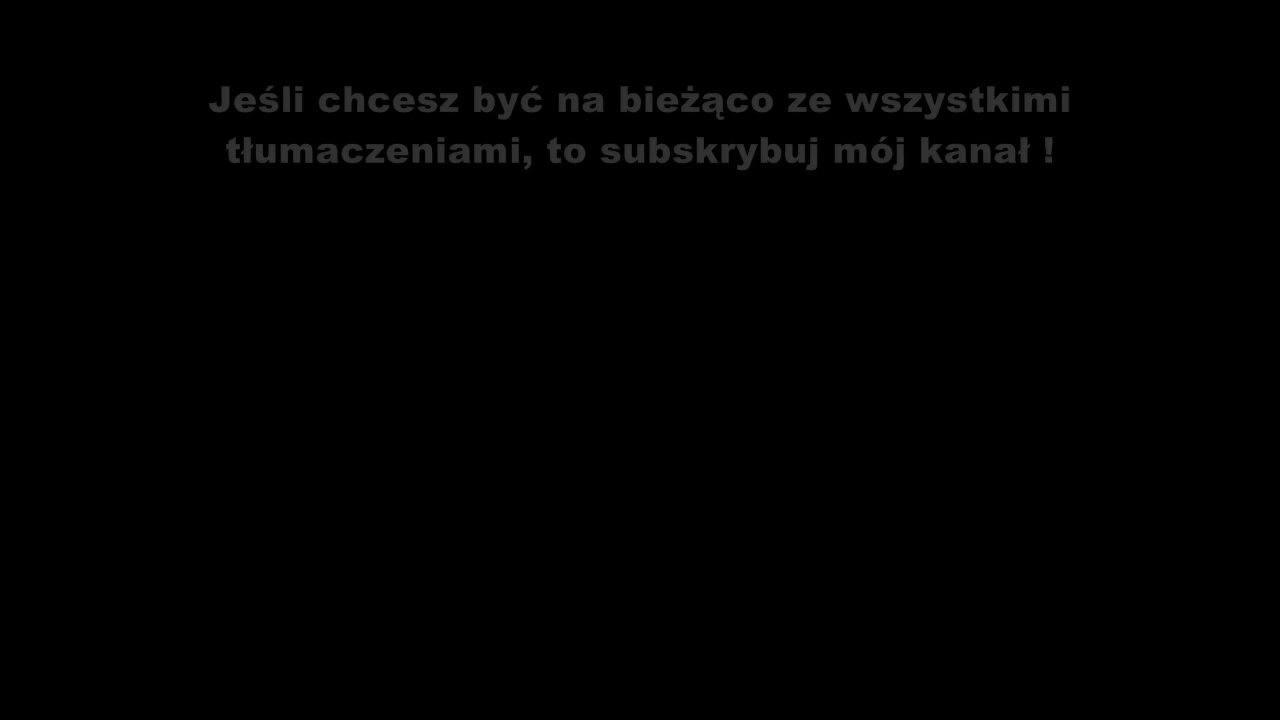 Jeśli chcesz być na bieżąco ze wszystkimi
tłumaczeniami, to subskrybuj mój kanał !